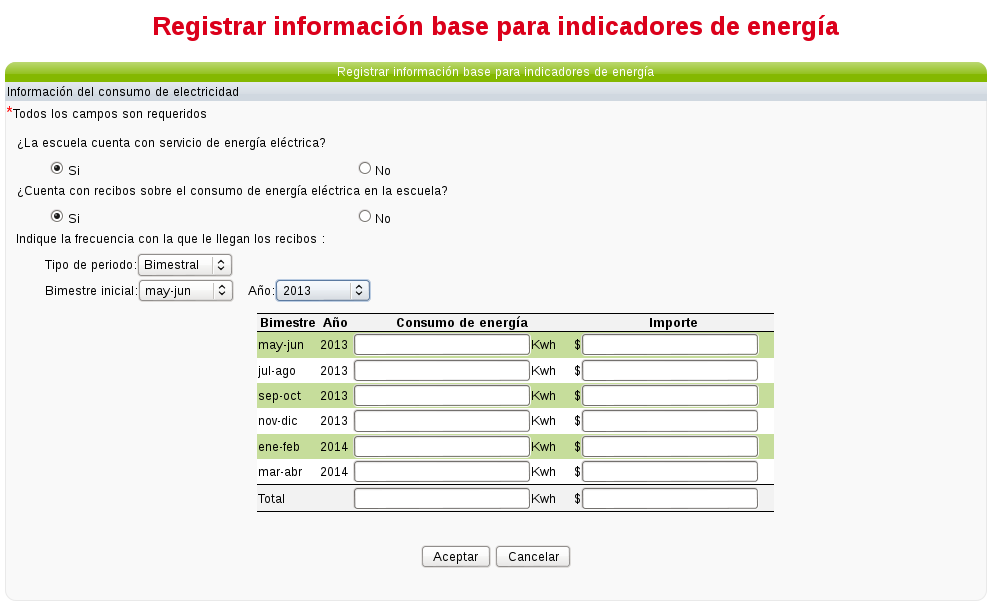 Registrar información base para indicadores de energía
Registrar información base para indicadores de energía
Información del consumo de electricidad
*Todos los campos son requeridos
¿La escuela cuenta con servicio de energía eléctrica?
Si No
¿Cuenta con recibos sobre el consumo de energía eléctrica en la escuela?
Si No
Indique la frecuencia con la que le llegan los recibos :
Tipo de periodo: Bimestral
Bimestre inicial: may-jun Año: 2013
Bimestre Año Consumo de energía Importe
may-jun 2013 Kwh $
jul-ago 2013 Kwh $
sep-oct 2013 Kwh $
nov-dic 2013 Kwh $
ene-feb 2014 Kwh $
mar-abr 2014 Kwh $
Total Kwh $
Aceptar Cancelar